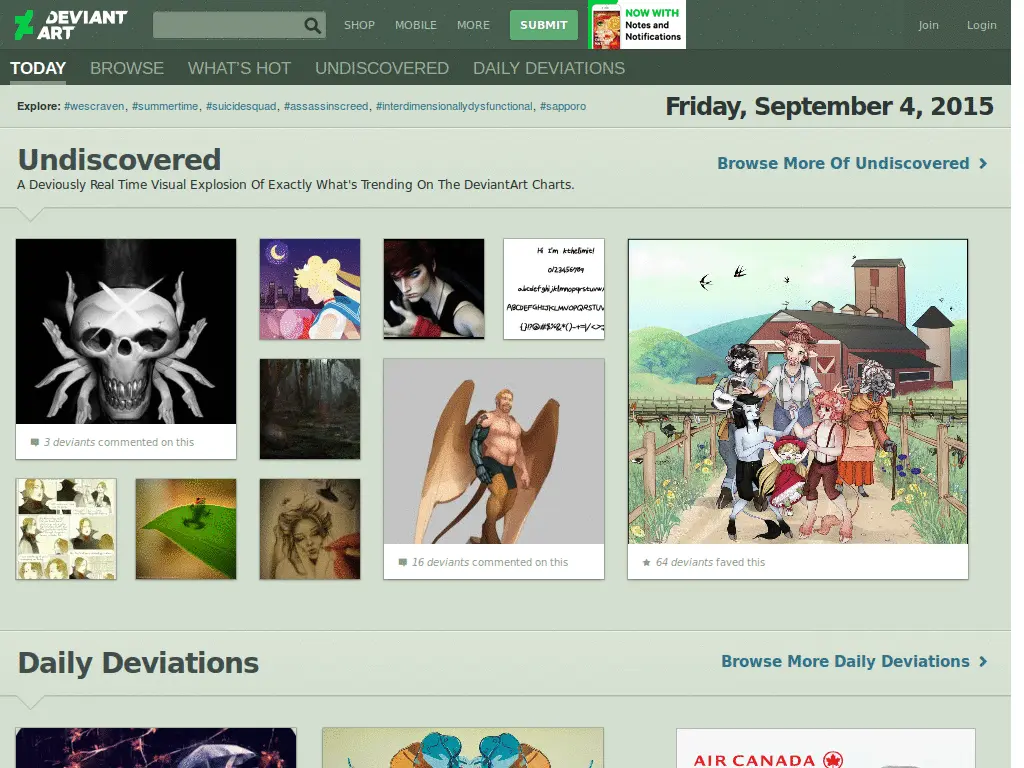 DEVIANT
ART
SHOP MOBILE MORE SUBMIT
NOW WITH
Notes and
Notifications
Join Login
TODAY BROWSE WHAT'S HOT UNDISCOVERED DAILY DEVIATIONS
Explore: #wescraven, #summertime, #suicidesquad, #assassinscreed, #interdimensionallydysfunctional, #sapporo
Friday, September 4, 2015
Undiscovered
Browse More Of Undiscovered
A Deviously Real Time Visual Explosion Of Exactly What's Trending On The DeviantArt Charts.
Hi I'm kthelimit!
0123456789
abcdefghijklmnopqrstuvw
ABCDEFGHIJKLMNOPQRSTUV
3 deviants commented on this
16 deviants commented on this
64 deviants faved this
Daily Deviations
Browse More Daily Deviations
AIR CANADA